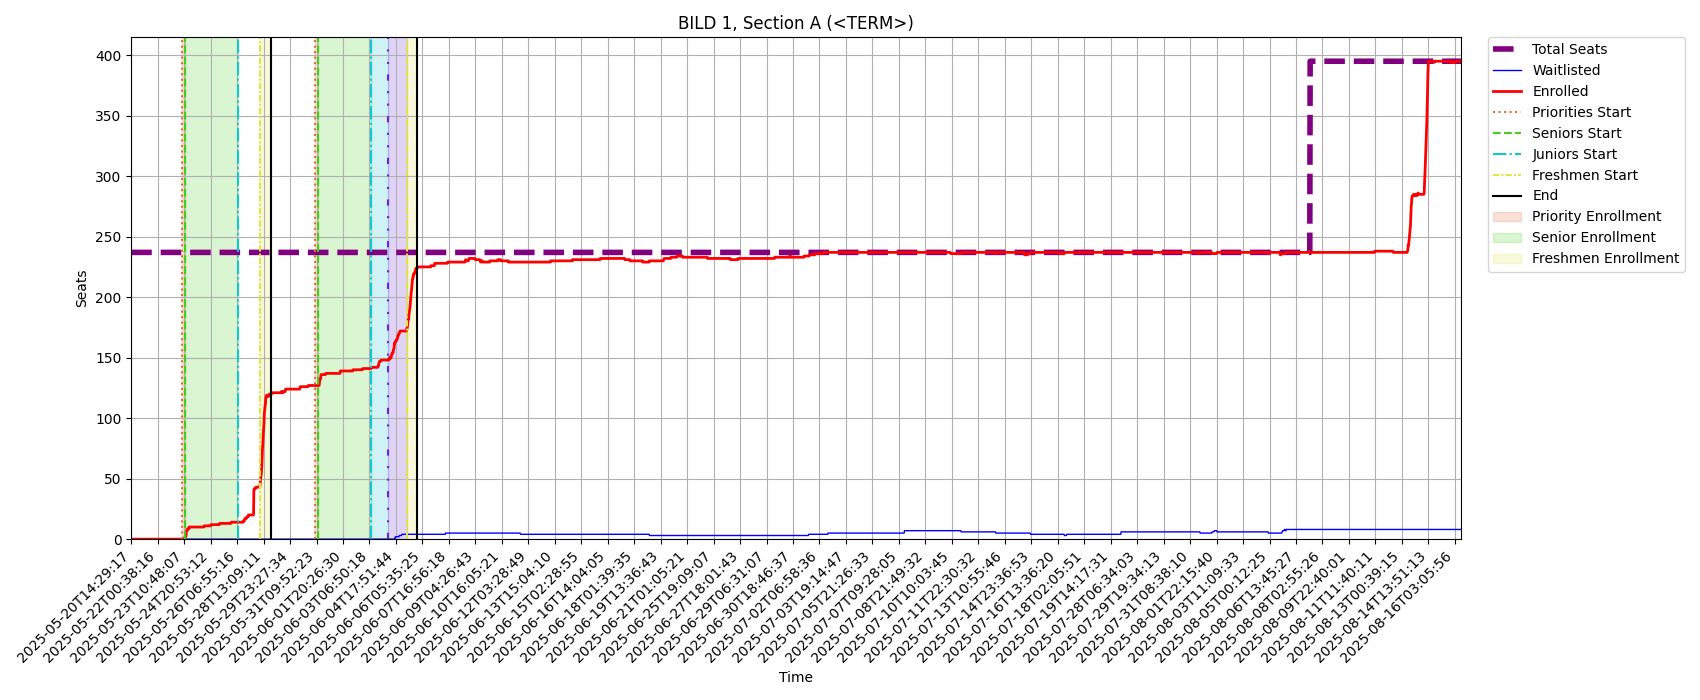 BILD 1, Section A (<TERM>)
400
350
300
250
200
150
100
50
0
Seats
2025-05-20T14:29:17
2025-05-22T00:38:16
2025-05-23T10:48:07
2025-05-24T20:53:12
2025-05-26T06:55:16
2025-05-28T13:09:11
2025-05-29T23:27:34
2025-05-31T09:52:23
2025-06-01T20:26:30
2025-06-03T06:50:18
2025-06-04T17:51:44
2025-06-06T05:35:25
2025-06-07T16:56:18
2025-06-09T04:26:43
2025-06-10T16:05:21
2025-06-12T03:28:49
2025-06-13T15:04:10
2025-06-15T02:28:55
2025-06-16T14:04:05
2025-06-18T01:39:35
2025-06-19T13:36:43
2025-06-21T01:05:21
2025-06-25T19:09:07
2025-06-27T18:01:43
2025-06-29T06:31:07
2025-06-30T18:46:37
2025-07-02T06:58:36
2025-07-03T19:14:47
2025-07-05T21:26:33
2025-07-07T09:28:05
2025-07-08T21:49:32
2025-07-10T10:03:45
2025-07-11T22:30:32
2025-07-13T10:55:46
2025-07-14T23:36:53
2025-07-16T13:36:20
2025-07-18T02:05:51
2025-07-19T14:17:31
2025-07-28T06:34:03
2025-07-29T19:34:13
2025-07-31T08:38:10
2025-08-01T22:15:40
2025-08-03T11:09:33
2025-08-05T00:12:25
2025-08-06T13:45:27
2025-08-08T02:55:26
2025-08-09T22:40:01
2025-08-11T11:40:11
2025-08-13T00:39:15
2025-08-14T13:51:13
2025-08-16T03:05:56
Time
Total Seats
Waitlisted
Enrolled
Priorities Start
Seniors Start
Juniors Start
Freshmen Start
End
Priority Enrollment
Senior Enrollment
Freshmen Enrollment